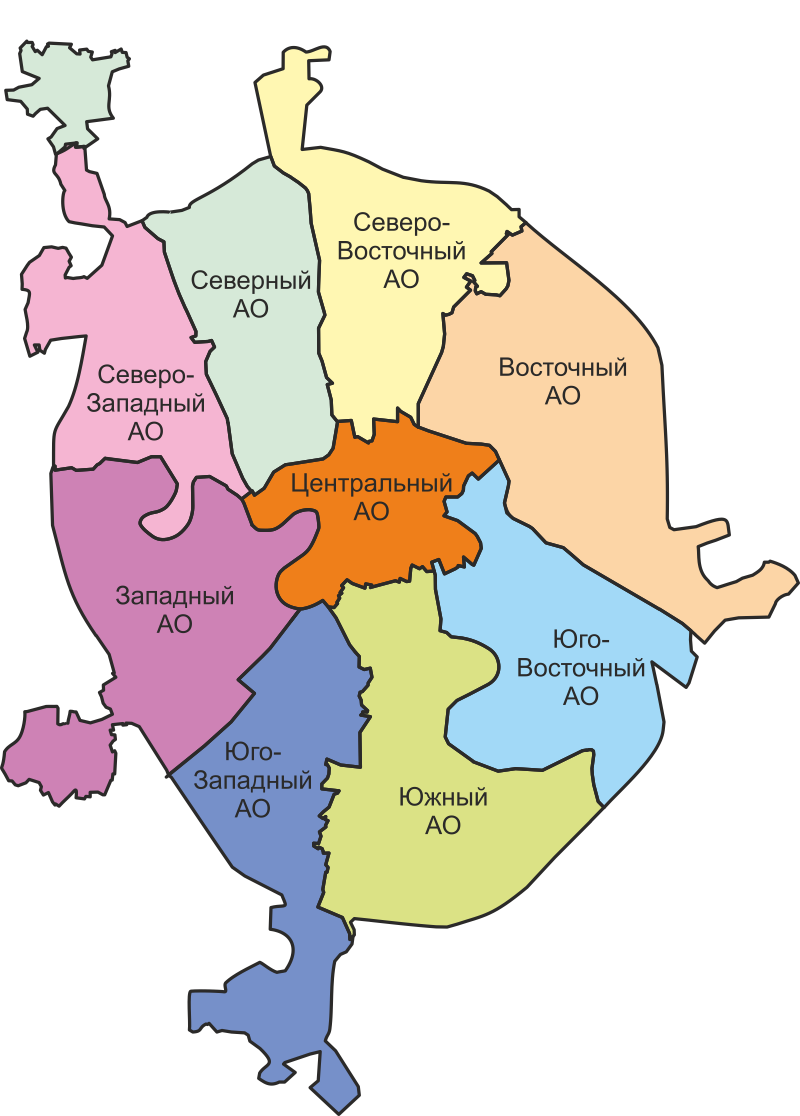 Северо-
Восточный
АО
Северный
АО
Восточный
АО
Северо-
Западный
АО
Центральный
АО
Западный
АО
Юго-
Восточный
АО
Юго-
Западный
АО
Южный
АО